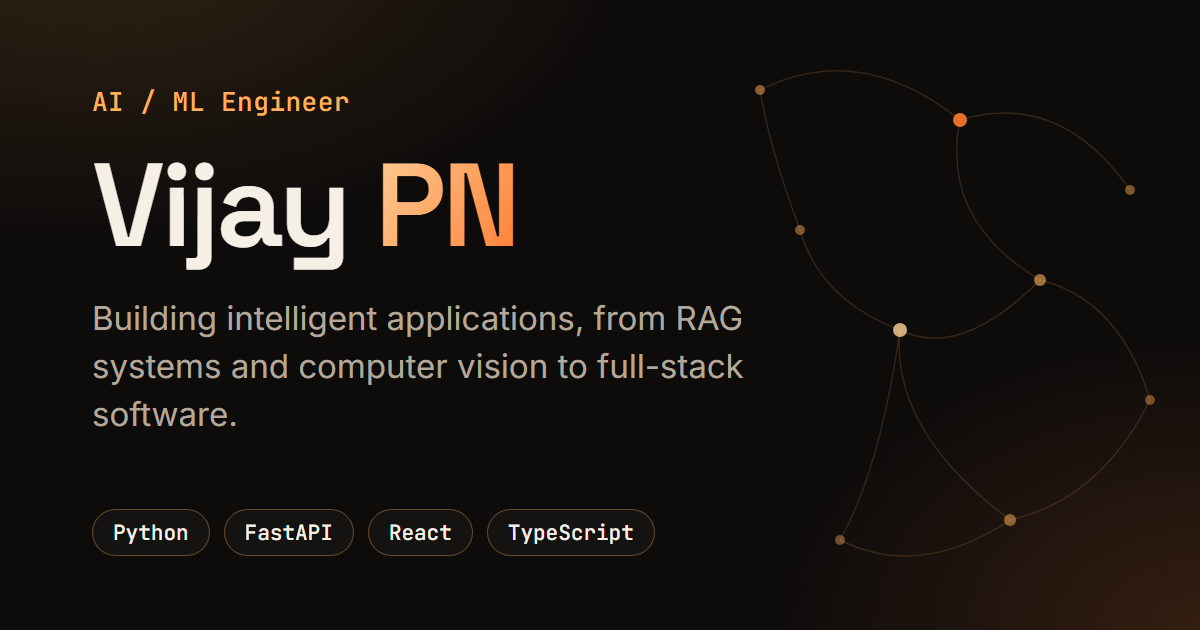 AI / ML Engineer
Vijay PN
Building intelligent applications, from RAG
systems and computer vision to full-stack
software.
Python
FastAPI
React
TypeScript